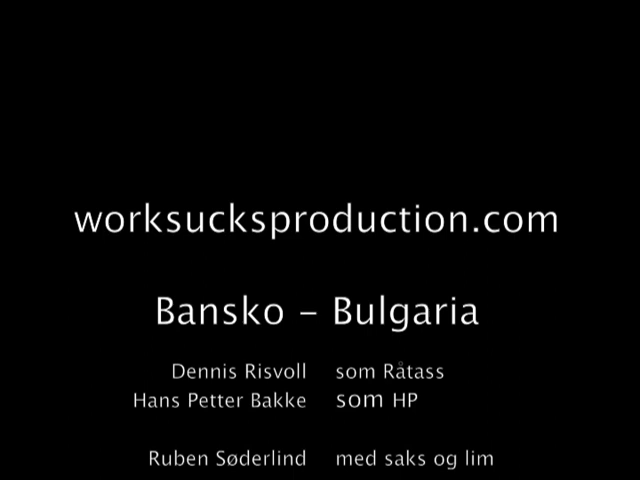 worksucksproduction.com
Bansko – Bulgaria
Dennis Risvoll som Råtass
Hans Petter Bakke som HP
Ruben Søderlind med saks og lim